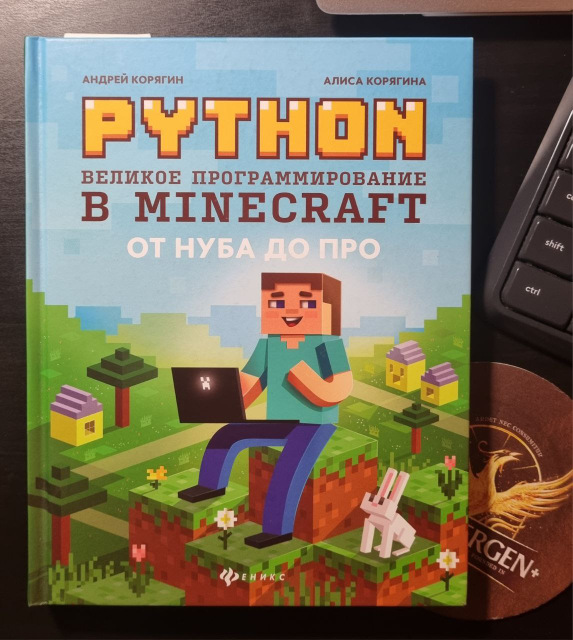 АНДРЕЙ КОРЯГИН
АЛИСА КОРЯГИНА
PYTHON
ВЕЛИКОЕ ПРОГРАММИРОВАНИЕ
В MINECRAFT
ОТ НУБА ДО ПРО
shift
ctrl
ФЕНИКС